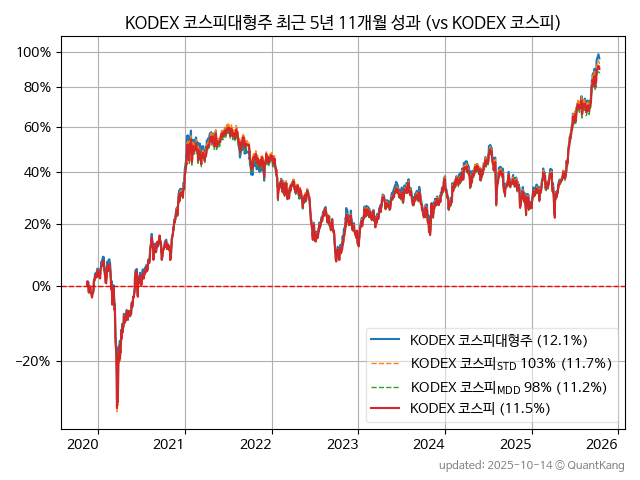 KODEX 코스피대형주 최근 5년 11개월 성과 (vs KODEX 코스피)
100%
80%
60%
40%
20%
0%
−20%
KODEX 코스피대형주 (12.1%)
KODEX 코스피STD 103% (11.7%)
KODEX 코스피MDD 98% (11.2%)
KODEX 코스피 (11.5%)
2020 2021 2022 2023 2024 2025 2026
updated: 2025-10-14 © QuantKang